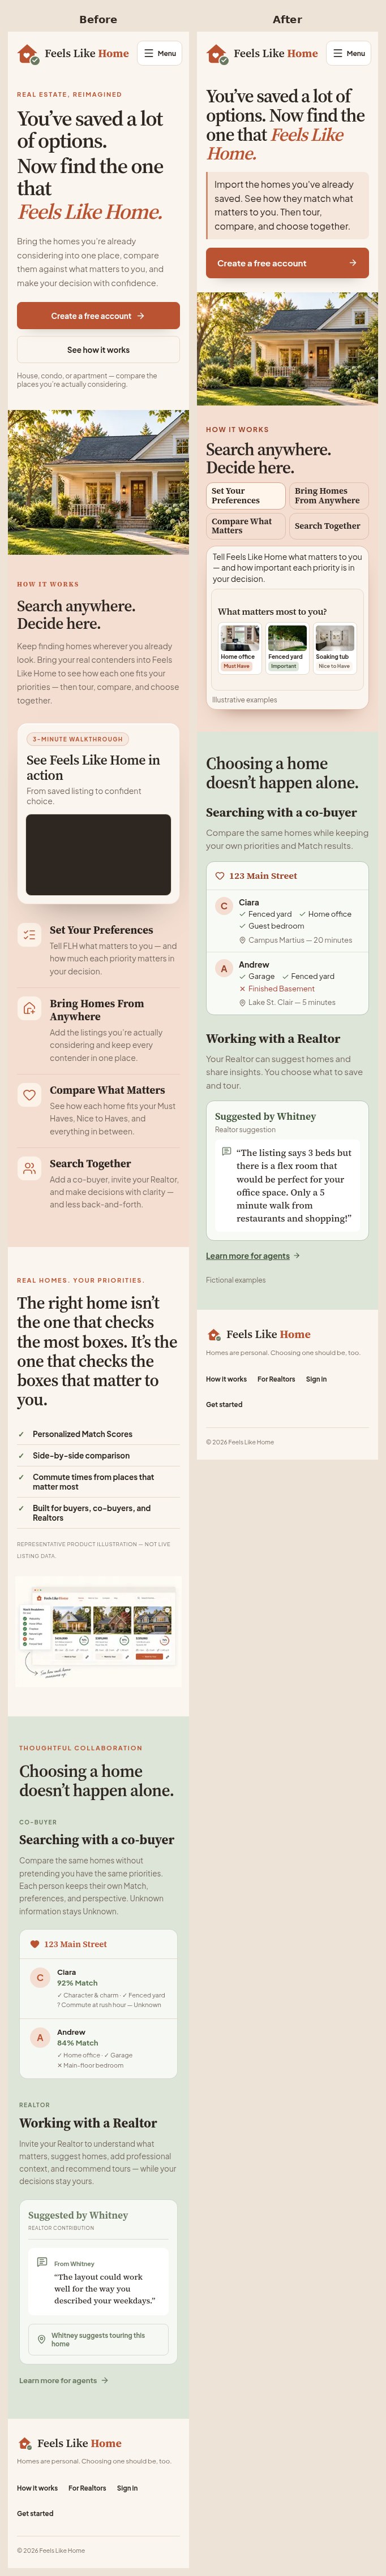 Before
Feels Like Home
Menu
REAL ESTATE, REIMAGINED
You've saved a lot
of options.
Now find the one
that
Feels Like Home.
Bring the homes you're already
considering into one place, compare
them against what matters to you, and
make your decision with confidence.
Create a free account →
See how it works
House, condo, or apartment — compare the
places you're actually considering.
HOW IT WORKS
Search anywhere.
Decide here.
Keep finding homes wherever you
already look. Bring your real contenders into Feels
Like Home to see how each one fits your
priorities — then tour, compare, and choose
together.
3-MINUTE WALKTHROUGH
See Feels Like Home in
action
From saved listing to confident
choice.
Set Your Preferences
Tell FLH what matters to you — and
how much each priority matters in
your decision.
Bring Homes From
Anywhere
Add the listings you're actually
considering and keep every
contender in one place.
Compare What Matters
See how each home fits your Must
Haves, Nice to Haves, and
everything in between.
Search Together
Add a co-buyer, invite your Realtor,
and make decisions with clarity —
and less back-and-forth.
REAL HOMES. YOUR PRIORITIES.
The right home isn't
the one that checks
the most boxes. It's the
one that checks the
boxes that matter to
you.
✓ Personalized Match Scores
✓ Side-by-side comparison
✓ Commute times from places that
matter most
✓ Built for buyers, co-buyers, and
Realtors
REPRESENTATIVE PRODUCT ILLUSTRATION — NOT LIVE
LISTING DATA.
Feels Like Home
THOUGHTFUL COLLABORATION
Choosing a home
doesn't happen alone.
CO-BUYER
Searching with a co-buyer
Compare the same homes without
pretending you have the same priorities.
Each person keeps their own Match,
preferences, and perspective. Unknown
information stays Unknown.
123 Main Street
C
Ciara
92% Match
✓ Character & charm · ✓ Fenced yard
? Commute at rush hour — Unknown
A
Andrew
84% Match
✓ Home office · ✓ Garage
✕ Main-floor bedroom
REALTOR
Working with a Realtor
Invite your Realtor to understand what
matters, suggest homes, add professional
context, and recommend tours — while your
decisions stay yours.
Suggested by Whitney
REALTOR CONTRIBUTION
From Whitney
“The layout could work
well for the way you
described your weekdays.”
Whitney suggests touring this
home
Learn more for agents →
Feels Like Home
Homes are personal. Choosing one should be, too.
How it works For Realtors Sign in
Get started
© 2026 Feels Like Home
After
Feels Like Home
Menu
You've saved a lot of
options. Now find the
one that Feels Like
Home.
Import the homes you've already
saved. See how they match what
matters to you. Then tour,
compare, and choose together.
Create a free account →
HOW IT WORKS
Search anywhere.
Decide here.
Set Your
Preferences
Bring Homes
From Anywhere
Compare What
Matters
Search Together
Tell Feels Like Home what matters to you
— and how important each priority is in
your decision.
What matters most to you?
Home office
Must Have
Fenced yard
Important
Soaking tub
Nice to Have
Illustrative examples
Choosing a home
doesn't happen alone.
Searching with a co-buyer
Compare the same homes while keeping
your own priorities and Match results.
123 Main Street
C
Ciara
✓ Fenced yard ✓ Home office
✓ Guest bedroom
Campus Martius — 20 minutes
A
Andrew
✓ Garage ✓ Fenced yard
✕ Finished Basement
Lake St. Clair — 5 minutes
Working with a Realtor
Your Realtor can suggest homes and
share insights. You choose what to save
and tour.
Suggested by Whitney
Realtor suggestion
“The listing says 3 beds but
there is a flex room that
would be perfect for your
office space. Only a 5
minute walk from
restaurants and shopping!”
Learn more for agents →
Fictional examples
Feels Like Home
Homes are personal. Choosing one should be, too.
How it works For Realtors Sign in
Get started
© 2026 Feels Like Home